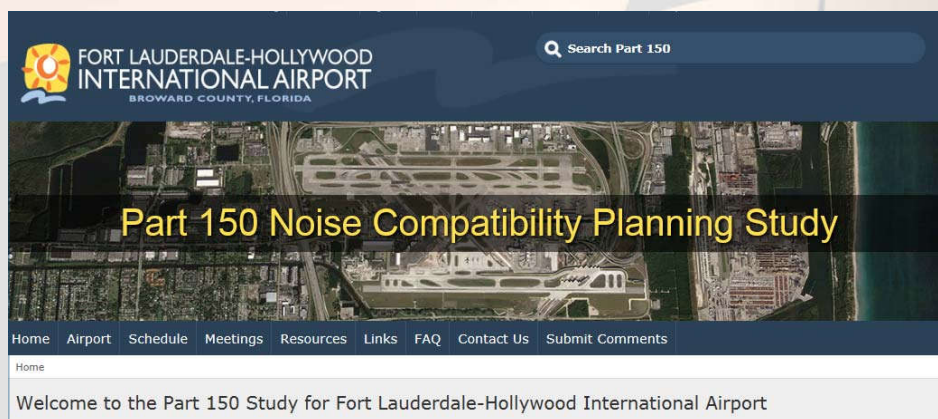 FORT LAUDERDALE-HOLLYWOOD
INTERNATIONAL AIRPORT
BROWARD COUNTY, FLORIDA
Search Part 150
Part 150 Noise Compatibility Planning Study
Home Airport Schedule Meetings Resources Links FAQ Contact Us Submit Comments
Home
Welcome to the Part 150 Study for Fort Lauderdale-Hollywood International Airport